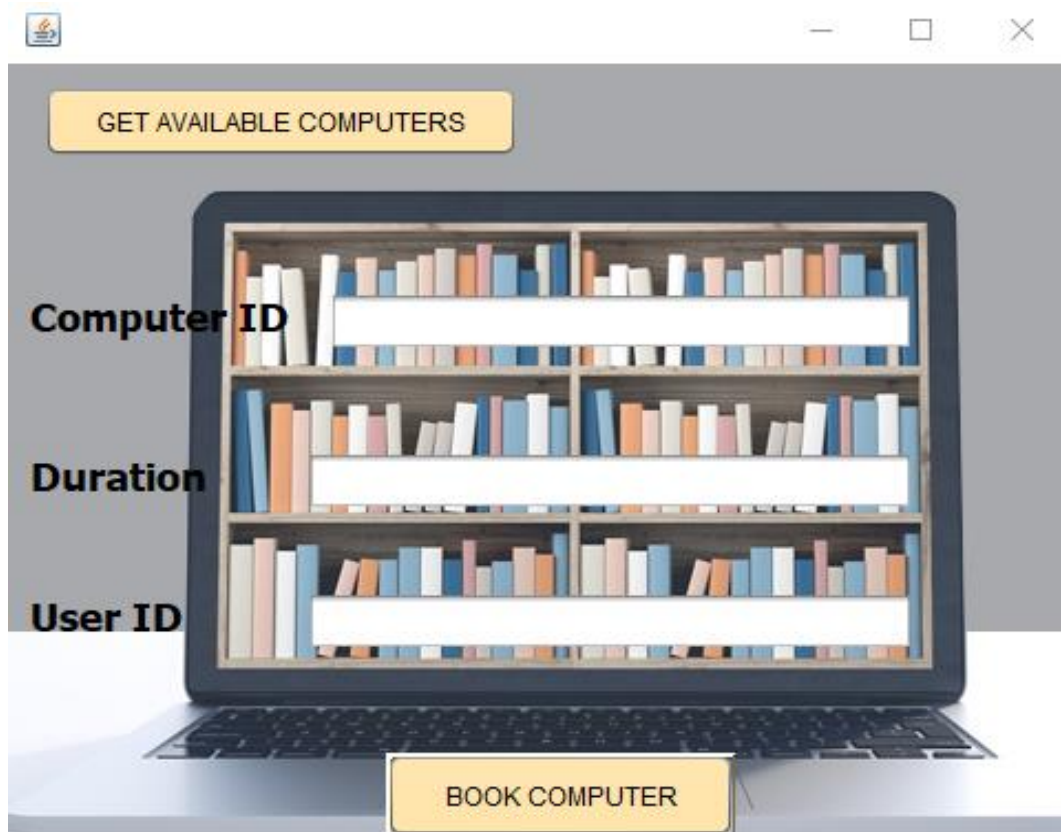 GET AVAILABLE COMPUTERS
Computer ID
Duration
User ID
BOOK COMPUTER